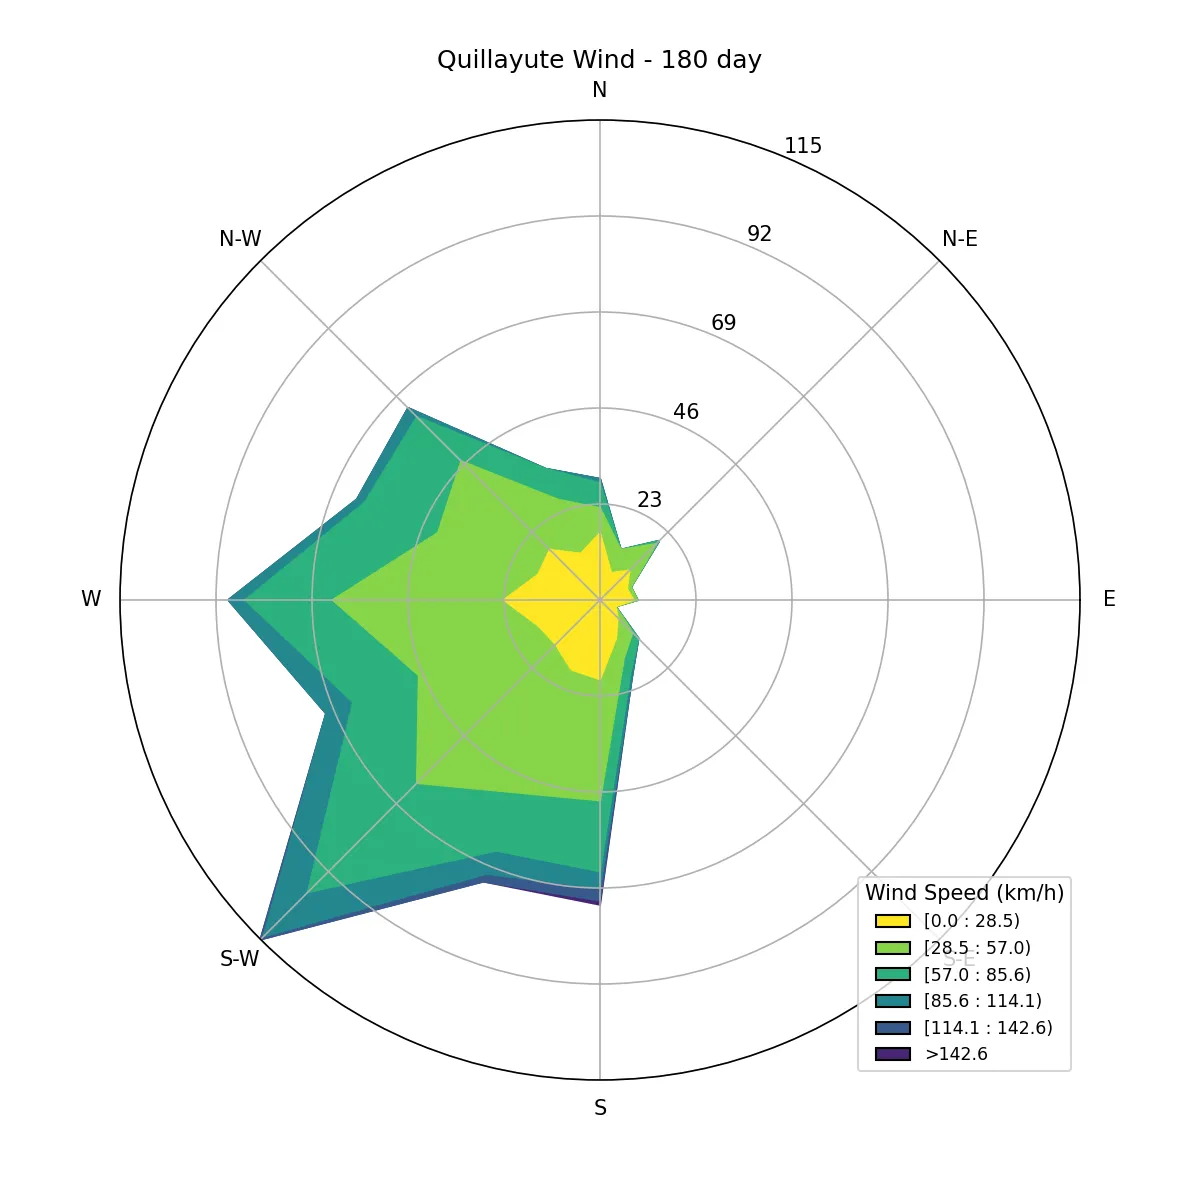 Quillayute Wind - 180 day
N
115
N-W
92
N-E
69
46
23
W
E
S-W
S-E
S
Wind Speed (km/h)
[0.0 : 28.5)
[28.5 : 57.0)
[57.0 : 85.6)
[85.6 : 114.1)
[114.1 : 142.6)
>142.6